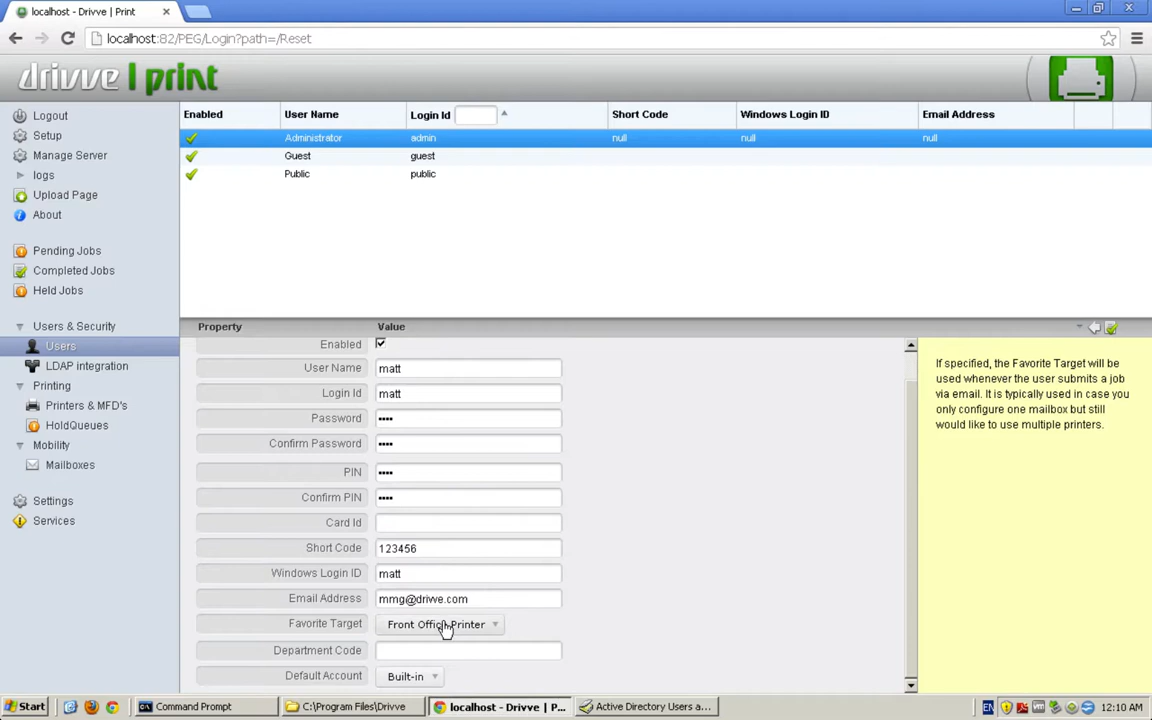 localhost - Drivve | Print
localhost:82/PEG/Login?path=/Reset
drivve | print
Logout
Setup
Manage Server
logs
Upload Page
About
Pending Jobs
Completed Jobs
Held Jobs
Users & Security
Users
LDAP integration
Printing
Printers & MFD's
HoldQueues
Mobility
Mailboxes
Settings
Services
Enabled User Name Login Id Short Code Windows Login ID Email Address
Administrator admin null null null
Guest guest
Public public
Property Value
Enabled
User Name matt
Login Id matt
Password ••••
Confirm Password ••••
PIN ••••
Confirm PIN ••••
Card Id
Short Code 123456
Windows Login ID matt
Email Address mmg@drivve.com
Favorite Target Front Office Printer
Department Code
Default Account Built-in
If specified, the Favorite Target will be
used whenever the user submits a job
via email. It is typically used in case you
only configure one mailbox but still
would like to use multiple printers.
Start Command Prompt C:\Program Files\Drivve localhost - Drivve | P... Active Directory Users a... EN 12:10 AM